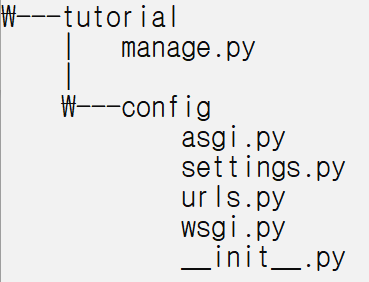 ₩---tutorial
    |   manage.py
    |
    ₩---config
            asgi.py
            settings.py
            urls.py
            wsgi.py
            __init__.py